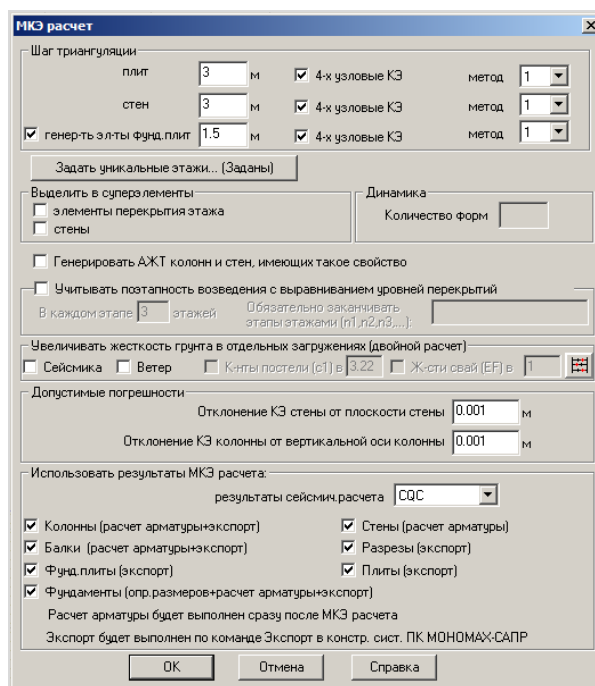 МКЭ расчет
Шаг триангуляции
плит 3 м 4-х узловые КЭ метод 1
стен 3 м 4-х узловые КЭ метод 1
генер-ть эл-ты фунд.плит 1.5 м 4-х узловые КЭ метод 1
Задать уникальные этажи... (Заданы)
Выделить в суперэлементы
элементы перекрытия этажа
стены
Динамика
Количество форм
Генерировать АЖТ колонн и стен, имеющих такое свойство
Учитывать поэтапность возведения с выравниванием уровней перекрытий
В каждом этапе 3 этажей
Обязательно заканчивать
этапы этажами (n1,n2,n3,...):
Увеличивать жесткость грунта в отдельных загружениях (двойной расчет)
Сейсмика Ветер К-нты постели (c1) в 3.22 Ж-сти свай (EF) в 1
Допустимые погрешности
Отклонение КЭ стены от плоскости стены 0.001 м
Отклонение КЭ колонны от вертикальной оси колонны 0.001 м
Использовать результаты МКЭ расчета:
результаты сейсмич.расчета CQC
Колонны (расчет арматуры+экспорт) Стены (расчет арматуры)
Балки (расчет арматуры+экспорт) Разрезы (экспорт)
Фунд.плиты (экспорт) Плиты (экспорт)
Фундаменты (опр.размеров+расчет арматуры+экспорт)
Расчет арматуры будет выполнен сразу после МКЭ расчета
Экспорт будет выполнен по команде Экспорт в констр. сист. ПК МОНОМАХ-САПР
OK Отмена Справка